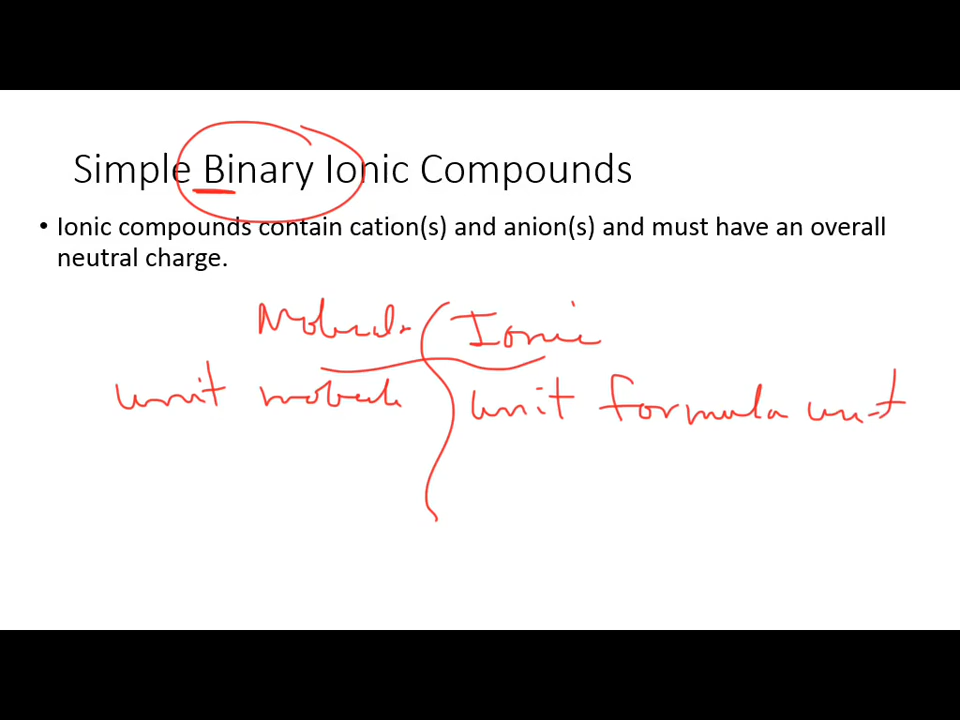 Simple Binary Ionic Compounds
• Ionic compounds contain cation(s) and anion(s) and must have an overall
neutral charge.
Molecular Ionic
unit molecule unit formula unit